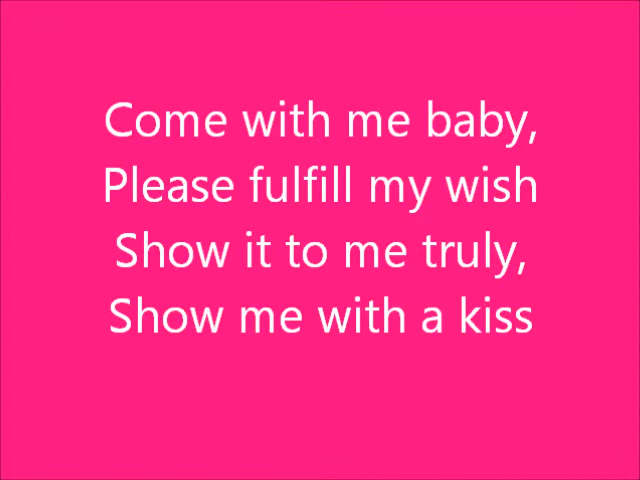 Come with me baby,
Please fulfill my wish
Show it to me truly,
Show me with a kiss